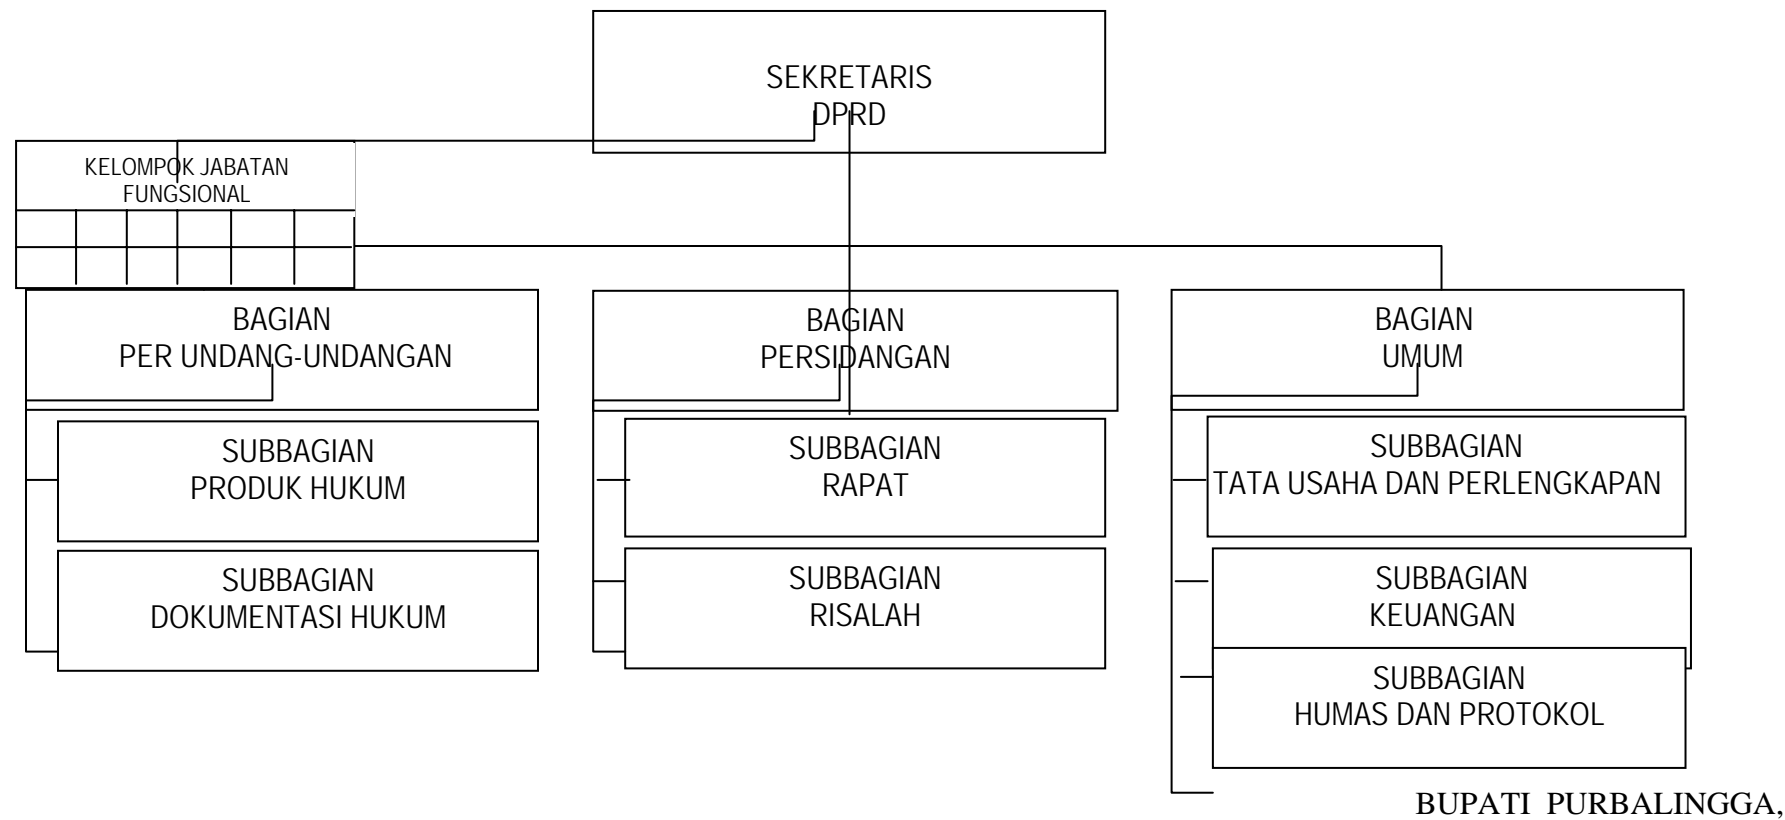 SEKRETARIS
DPRD
KELOMPOK JABATAN
FUNGSIONAL
BAGIAN
PER UNDANG-UNDANGAN
SUBBAGIAN
PRODUK HUKUM
SUBBAGIAN
DOKUMENTASI HUKUM
BAGIAN
PERSIDANGAN
SUBBAGIAN
RAPAT
SUBBAGIAN
RISALAH
BAGIAN
UMUM
SUBBAGIAN
TATA USAHA DAN PERLENGKAPAN
SUBBAGIAN
KEUANGAN
SUBBAGIAN
HUMAS DAN PROTOKOL
BUPATI PURBALINGGA,